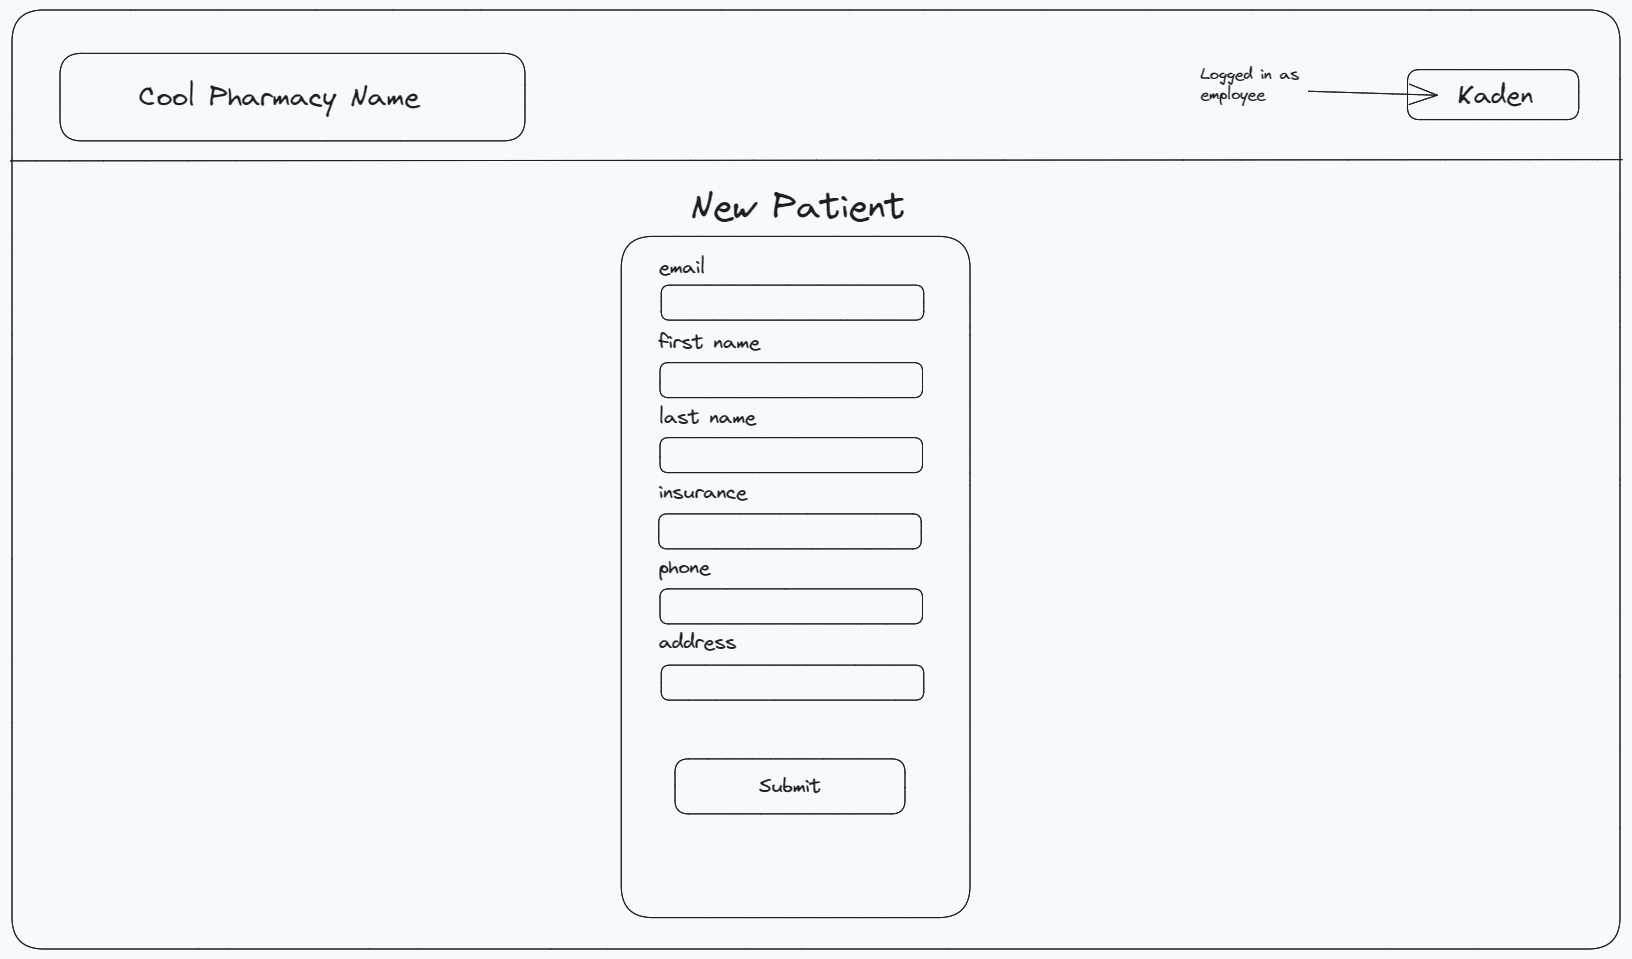 Cool Pharmacy Name
Logged in as
employee
Kaden
New Patient
email
first name
last name
insurance
phone
address
Submit